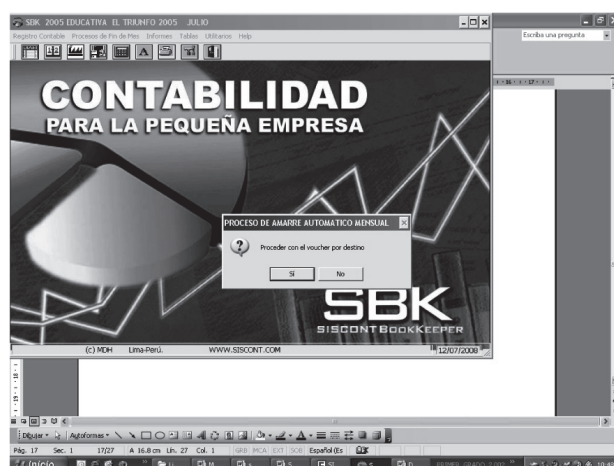 SBK 2005 EDUCATIVA EL TRIUNFO 2005 JULIO
Registro Contable Procesos de Fin de Mes Informes Tablas Utilitarios Help
Escriba una pregunta
CONTABILIDAD
PARA LA PEQUEÑA EMPRESA
PROCESO DE AMARRE AUTOMATICO MENSUAL
Proceder con el voucher por destino
Sí No
SBK
SISCONT BOOKKEEPER
(c) MDH Lima-Perú. WWW.SISCONT.COM 12/07/2008
Dibujar Autoformas
Pág. 17 Sec. 1 17/27 A 16.8 cm Lín. 27 Col. 1 GRB MCA EXT SOB Español (Es
Inicio